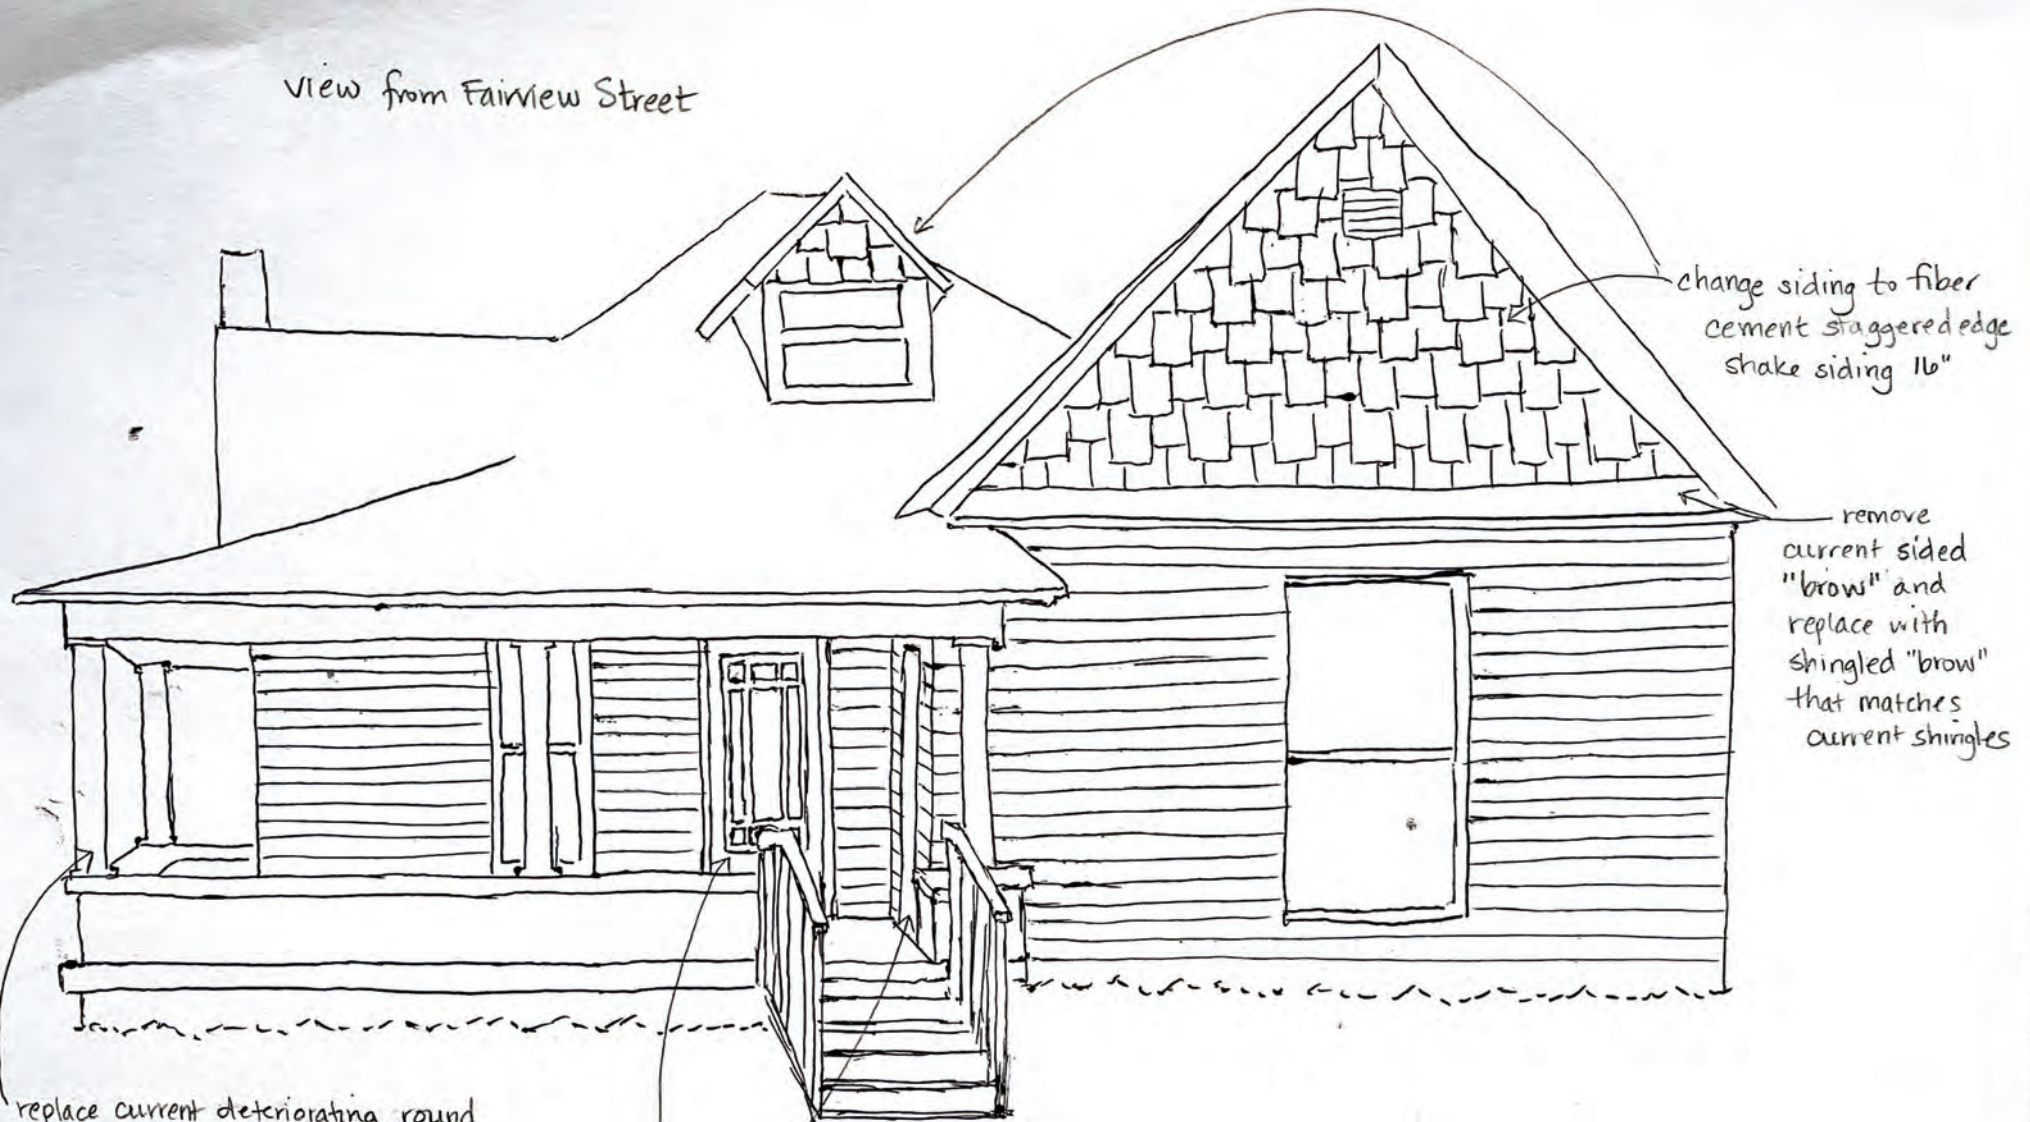 view from Fairview Street
change siding to fiber
cement staggered edge
shake siding 16"
remove
current sided
"brow" and
replace with
shingled "brow"
that matches
current shingles
replace current deteriorating round